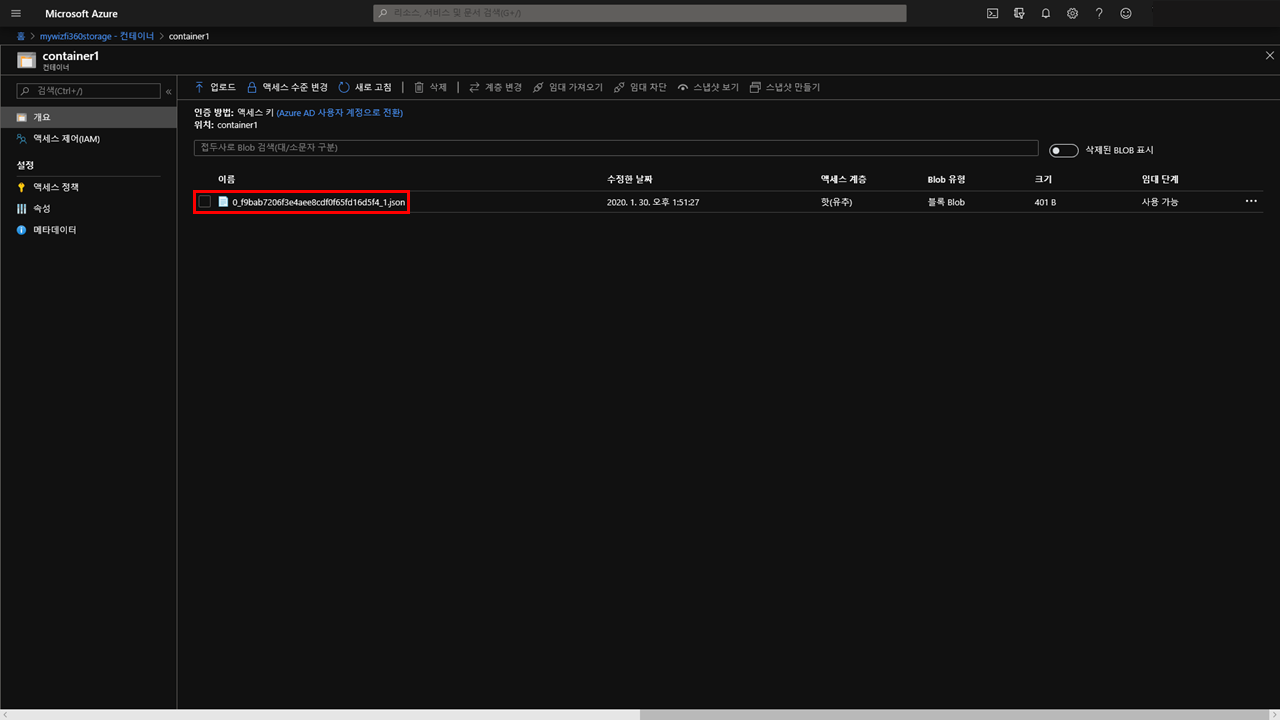 Microsoft Azure
리소스, 서비스 및 문서 검색(G+/)
홈 > mywizfi360storage - 컨테이너 > container1
container1
컨테이너
검색(Ctrl+/)
«
개요
액세스 제어(IAM)
설정
액세스 정책
속성
메타데이터
업로드 액세스 수준 변경 새로 고침 삭제 계층 변경 임대 가져오기 임대 차단 스냅샷 보기 스냅샷 만들기
인증 방법: 액세스 키 (Azure AD 사용자 계정으로 전환)
위치: container1
접두사로 Blob 검색(대/소문자 구분)
삭제된 BLOB 표시
이름 수정한 날짜 액세스 계층 Blob 유형 크기 임대 단계
0_f9bab7206f3e4aee8cdf0f65fd16d5f4_1.json 2020. 1. 30. 오후 1:51:27 핫(유추) 블록 Blob 401 B 사용 가능